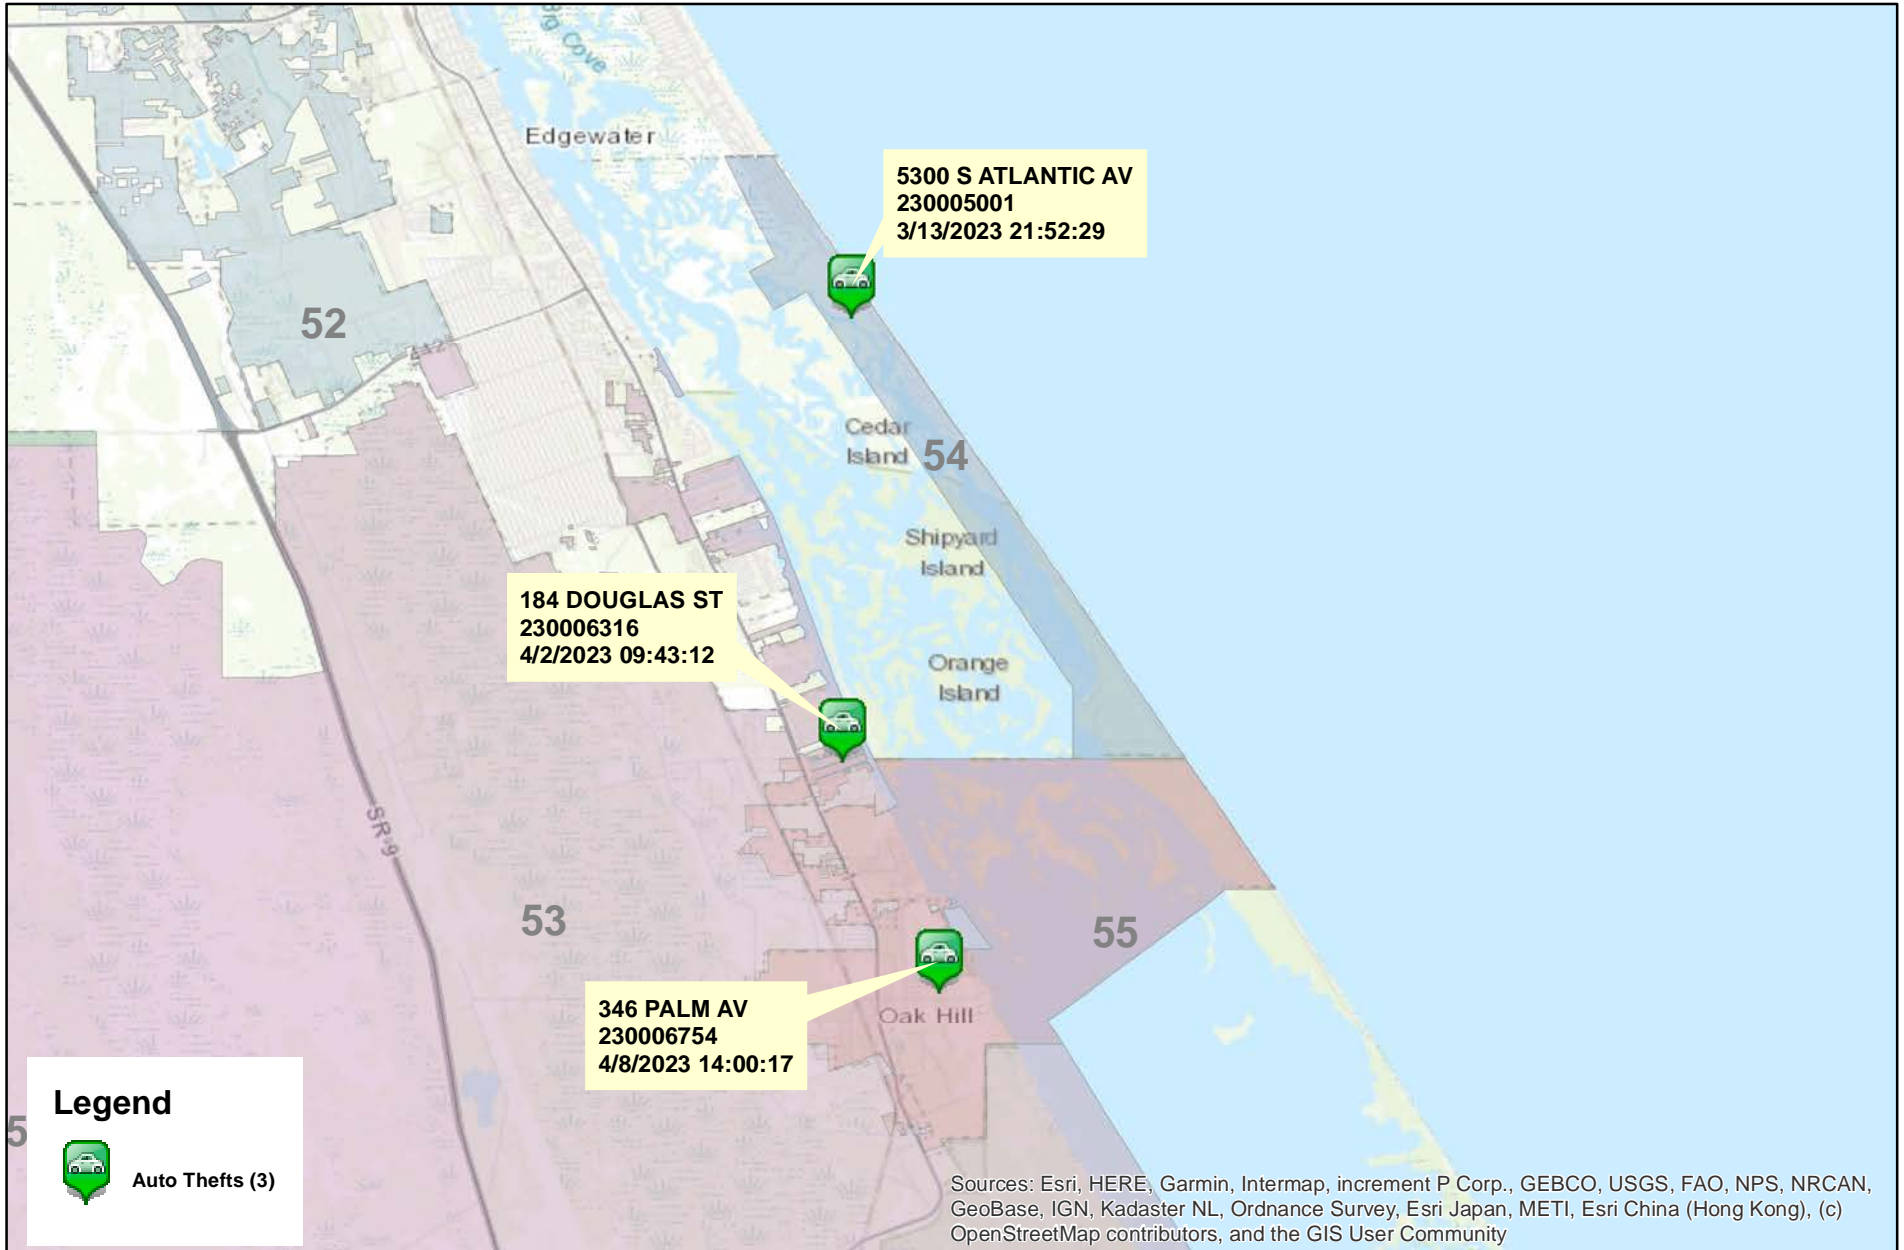 Big Cove
Edgewater
5300 S ATLANTIC AV
230005001
3/13/2023 21:52:29
52
Cedar
Island
54
Shipyard
Island
184 DOUGLAS ST
230006316
4/2/2023 09:43:12
Orange
Island
SR-9
53
55
346 PALM AV
230006754
4/8/2023 14:00:17
Oak Hill
Legend
5
Auto Thefts (3)
Sources: Esri, HERE, Garmin, Intermap, increment P Corp., GEBCO, USGS, FAO, NPS, NRCAN,
GeoBase, IGN, Kadaster NL, Ordnance Survey, Esri Japan, METI, Esri China (Hong Kong), (c)
OpenStreetMap contributors, and the GIS User Community